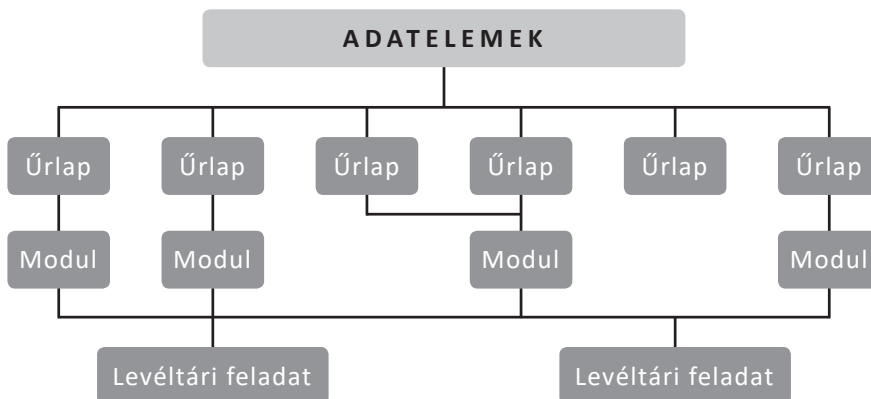 ADATELEMEK
Űrlap Űrlap Űrlap Űrlap Űrlap Űrlap
Modul Modul Modul Modul
Levéltári feladat Levéltári feladat